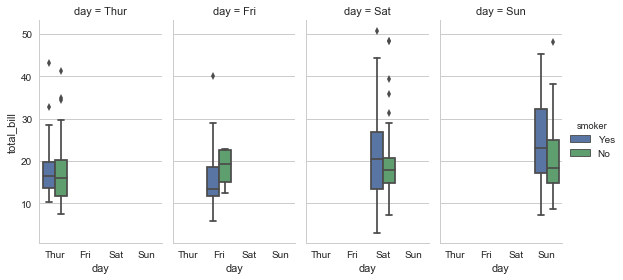 day = Thur
day = Fri
day = Sat
day = Sun
total_bill
50
40
30
20
10
Thur Fri Sat Sun
Thur Fri Sat Sun
Thur Fri Sat Sun
Thur Fri Sat Sun
day
day
day
day
smoker
Yes
No